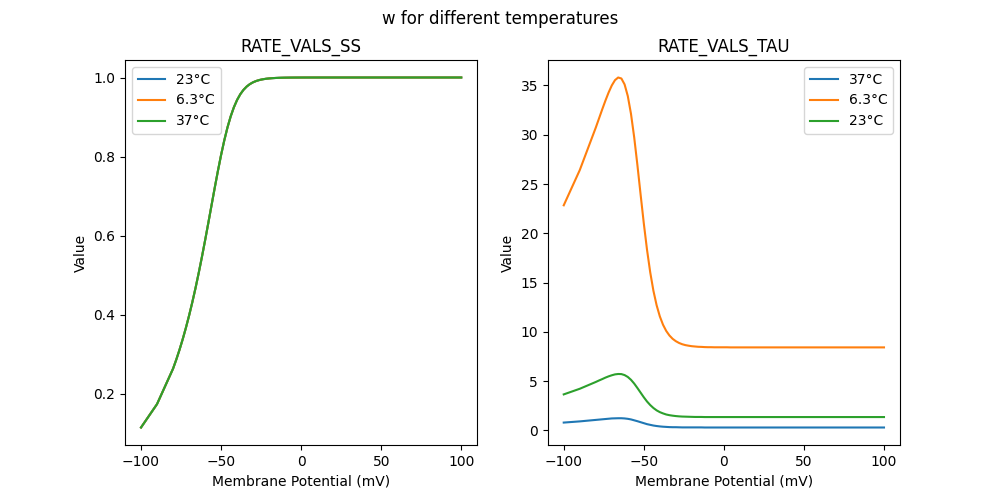 w for different temperatures
RATE_VALS_SS
1.0
0.8
0.6
0.4
0.2
Value
23°C
6.3°C
37°C
−100
−50
0
50
100
Membrane Potential (mV)
RATE_VALS_TAU
35
30
25
20
15
10
5
0
Value
37°C
6.3°C
23°C
−100
−50
0
50
100
Membrane Potential (mV)